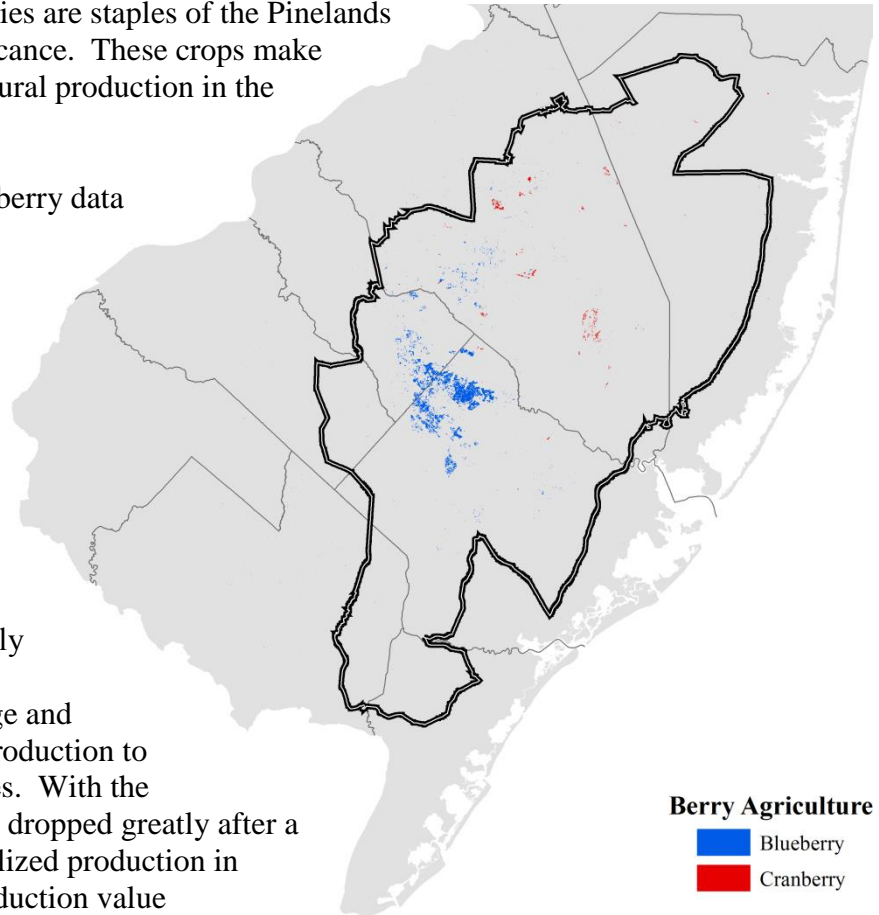 ies are staples of the Pinelands
cance. These crops make
ural production in the
berry data
ly
ge and
roduction to
es. With the
dropped greatly after a
lized production in
duction value
Berry Agriculture
Blueberry
Cranberry